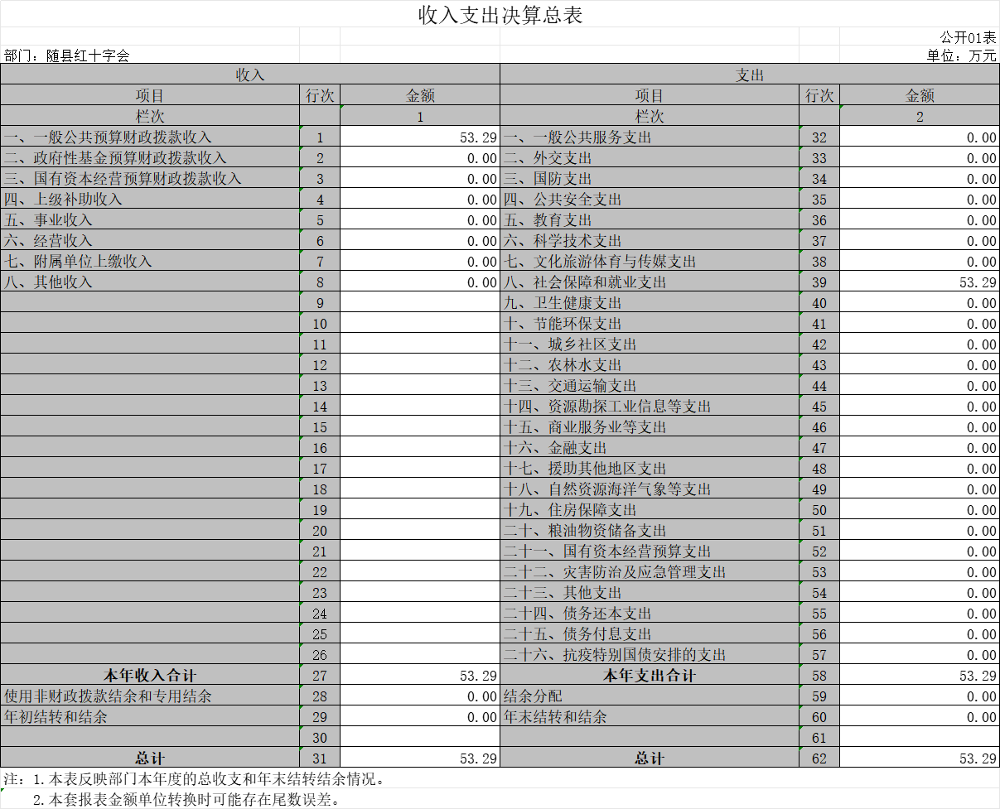 收入支出决算总表
公开01表
部门：随县红十字会 单位：万元
收入 支出
项目 行次 金额 项目 行次 金额
栏次 1 栏次 2
一、一般公共预算财政拨款收入 1 53.29 一、一般公共服务支出 32 0.00
二、政府性基金预算财政拨款收入 2 0.00 二、外交支出 33 0.00
三、国有资本经营预算财政拨款收入 3 0.00 三、国防支出 34 0.00
四、上级补助收入 4 0.00 四、公共安全支出 35 0.00
五、事业收入 5 0.00 五、教育支出 36 0.00
六、经营收入 6 0.00 六、科学技术支出 37 0.00
七、附属单位上缴收入 7 0.00 七、文化旅游体育与传媒支出 38 0.00
八、其他收入 8 0.00 八、社会保障和就业支出 39 53.29
9 九、卫生健康支出 40 0.00
10 十、节能环保支出 41 0.00
11 十一、城乡社区支出 42 0.00
12 十二、农林水支出 43 0.00
13 十三、交通运输支出 44 0.00
14 十四、资源勘探工业信息等支出 45 0.00
15 十五、商业服务业等支出 46 0.00
16 十六、金融支出 47 0.00
17 十七、援助其他地区支出 48 0.00
18 十八、自然资源海洋气象等支出 49 0.00
19 十九、住房保障支出 50 0.00
20 二十、粮油物资储备支出 51 0.00
21 二十一、国有资本经营预算支出 52 0.00
22 二十二、灾害防治及应急管理支出 53 0.00
23 二十三、其他支出 54 0.00
24 二十四、债务还本支出 55 0.00
25 二十五、债务付息支出 56 0.00
26 二十六、抗疫特别国债安排的支出 57 0.00
本年收入合计 27 53.29 本年支出合计 58 53.29
使用非财政拨款结余和专用结余 28 0.00 结余分配 59 0.00
年初结转和结余 29 0.00 年末结转和结余 60 0.00
30 61
总计 31 53.29 总计 62 53.29
注：1.本表反映部门本年度的总收支和年末结转结余情况。
2.本套报表金额单位转换时可能存在尾数误差。